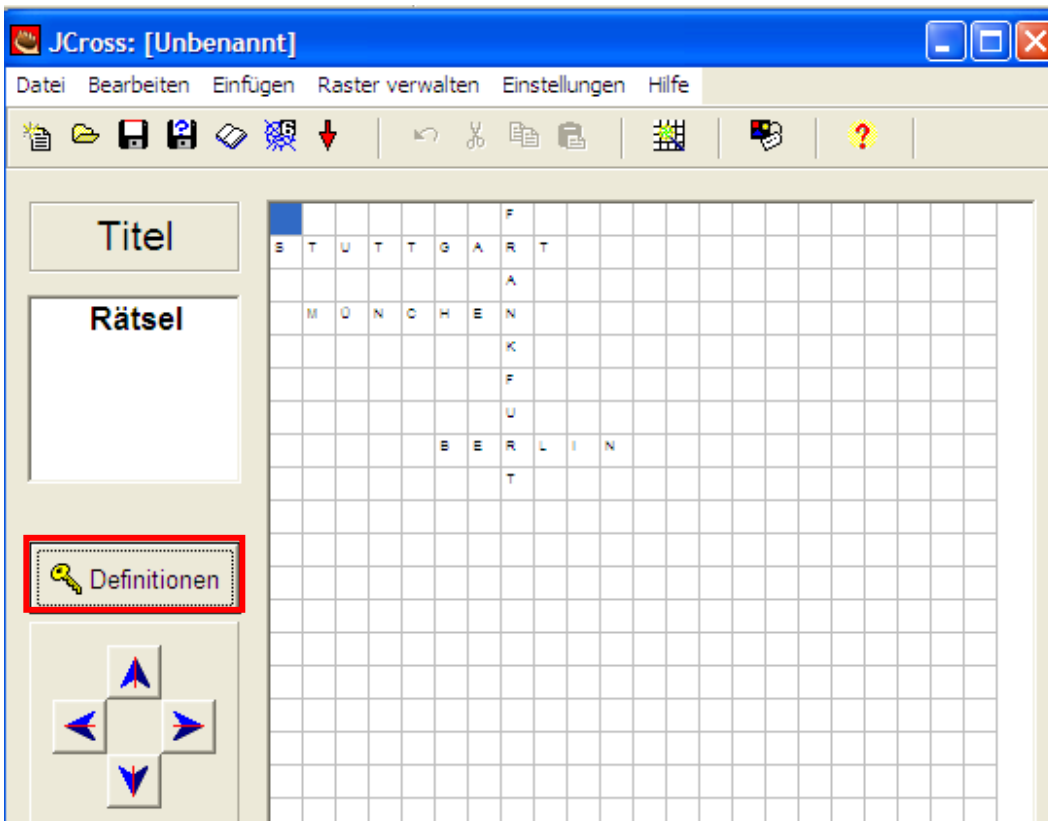 JCross: [Unbenannt]
Datei Bearbeiten Einfügen Raster verwalten Einstellungen Hilfe
Titel
Rätsel
Definitionen
F
S T U T T G A R T
A
M Ü N C H E N
K
F
U
B E R L I N
T